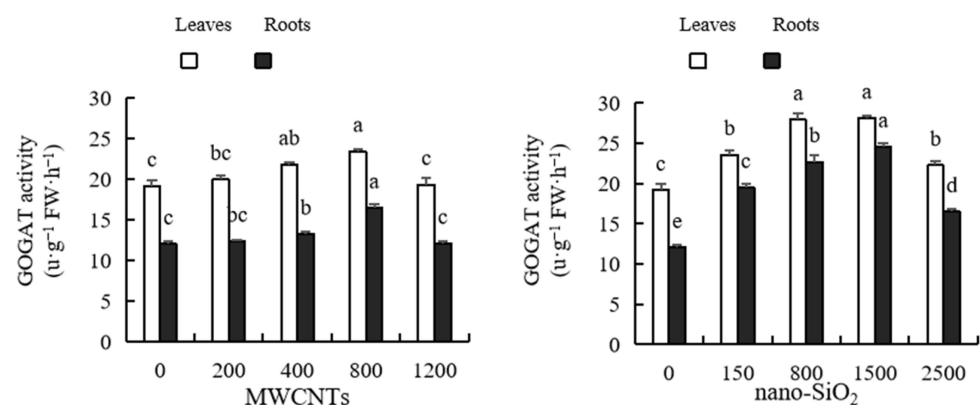 Leaves Roots
GOGAT activity
(u·g⁻¹ FW·h⁻¹)
30
25
20
15
10
5
0
c
c
bc
bc
ab
b
a
a
c
c
0 200 400 800 1200
MWCNTs
Leaves Roots
GOGAT activity
(u·g⁻¹ FW·h⁻¹)
30
25
20
15
10
5
0
c
e
b
c
a
b
a
a
b
d
0 150 800 1500 2500
nano-SiO₂